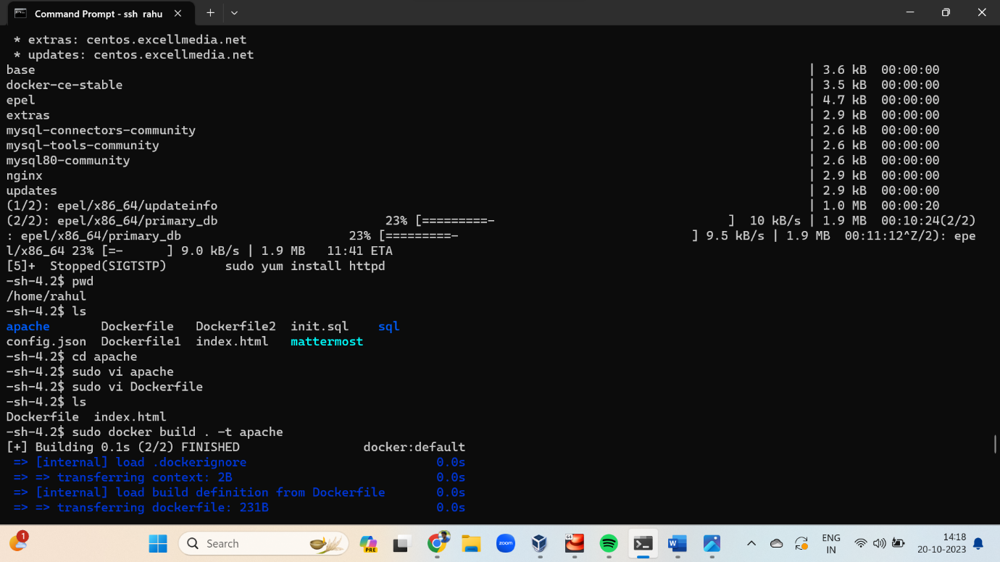 Command Prompt - ssh rahu
* extras: centos.excellmedia.net
* updates: centos.excellmedia.net
base | 3.6 kB 00:00:00
docker-ce-stable | 3.5 kB 00:00:00
epel | 4.7 kB 00:00:00
extras | 2.9 kB 00:00:00
mysql-connectors-community | 2.6 kB 00:00:00
mysql-tools-community | 2.6 kB 00:00:00
mysql80-community | 2.6 kB 00:00:00
nginx | 2.9 kB 00:00:00
updates | 2.9 kB 00:00:00
(1/2): epel/x86_64/updateinfo | 1.0 MB 00:00:20
(2/2): epel/x86_64/primary_db 23% [=========- ] 10 kB/s | 1.9 MB 00:10:24(2/2)
: epel/x86_64/primary_db 23% [=========- ] 9.5 kB/s | 1.9 MB 00:11:12^Z/2): epe
l/x86_64 23% [=- ] 9.0 kB/s | 1.9 MB 11:41 ETA
[5]+ Stopped(SIGTSTP) sudo yum install httpd
-sh-4.2$ pwd
/home/rahul
-sh-4.2$ ls
apache Dockerfile Dockerfile2 init.sql sql
config.json Dockerfile1 index.html mattermost
-sh-4.2$ cd apache
-sh-4.2$ sudo vi apache
-sh-4.2$ sudo vi Dockerfile
-sh-4.2$ ls
Dockerfile index.html
-sh-4.2$ sudo docker build . -t apache
[+] Building 0.1s (2/2) FINISHED docker:default
=> [internal] load .dockerignore 0.0s
=> => transferring context: 2B 0.0s
=> [internal] load build definition from Dockerfile 0.0s
=> => transferring dockerfile: 231B 0.0s
1
Search
PRE
zoom
64
W
ENG
IN
14:18
20-10-2023